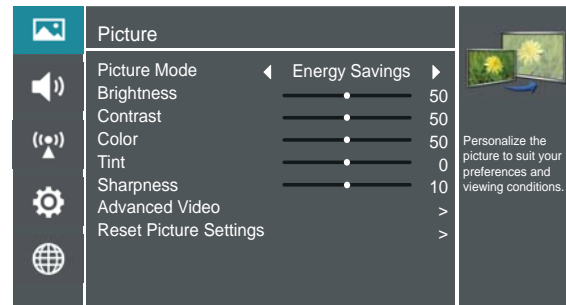 Picture
Picture Mode Energy Savings
Brightness 50
Contrast 50
Color 50
Tint 0
Sharpness 10
Advanced Video >
Reset Picture Settings >
Personalize the
picture to suit your
preferences and
viewing conditions.